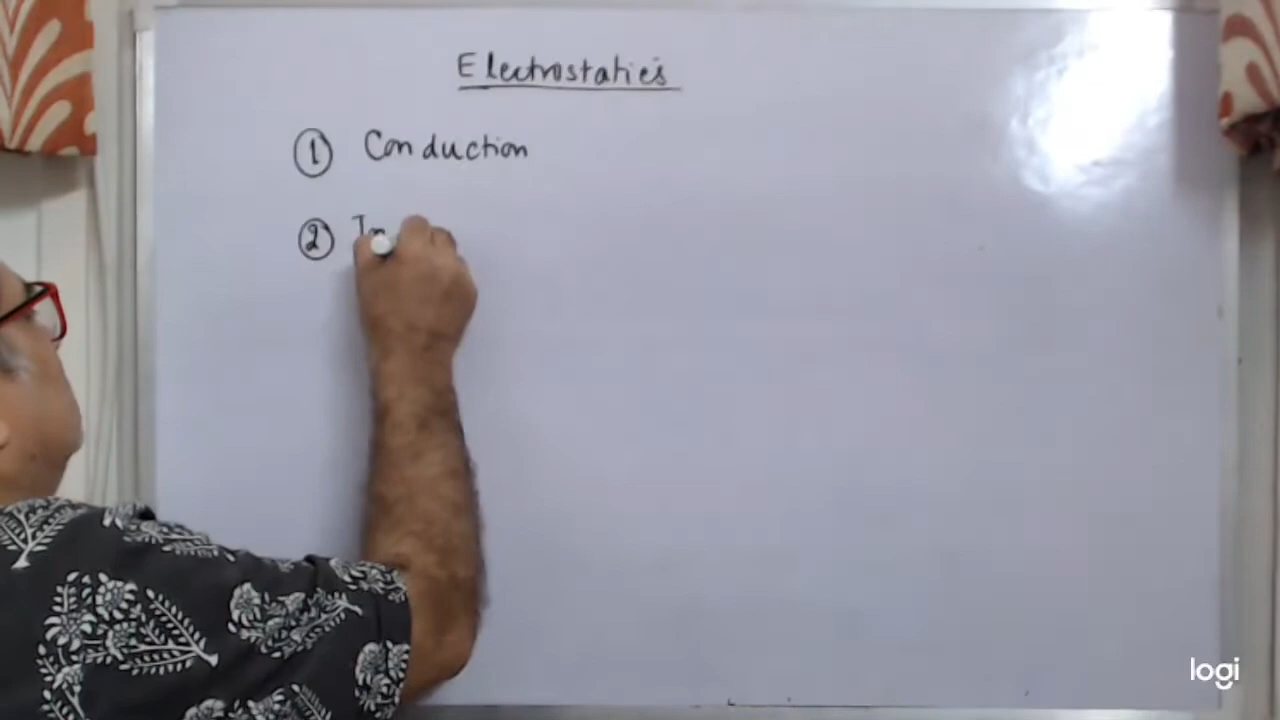 Electrostatics
① Conduction
②
logi